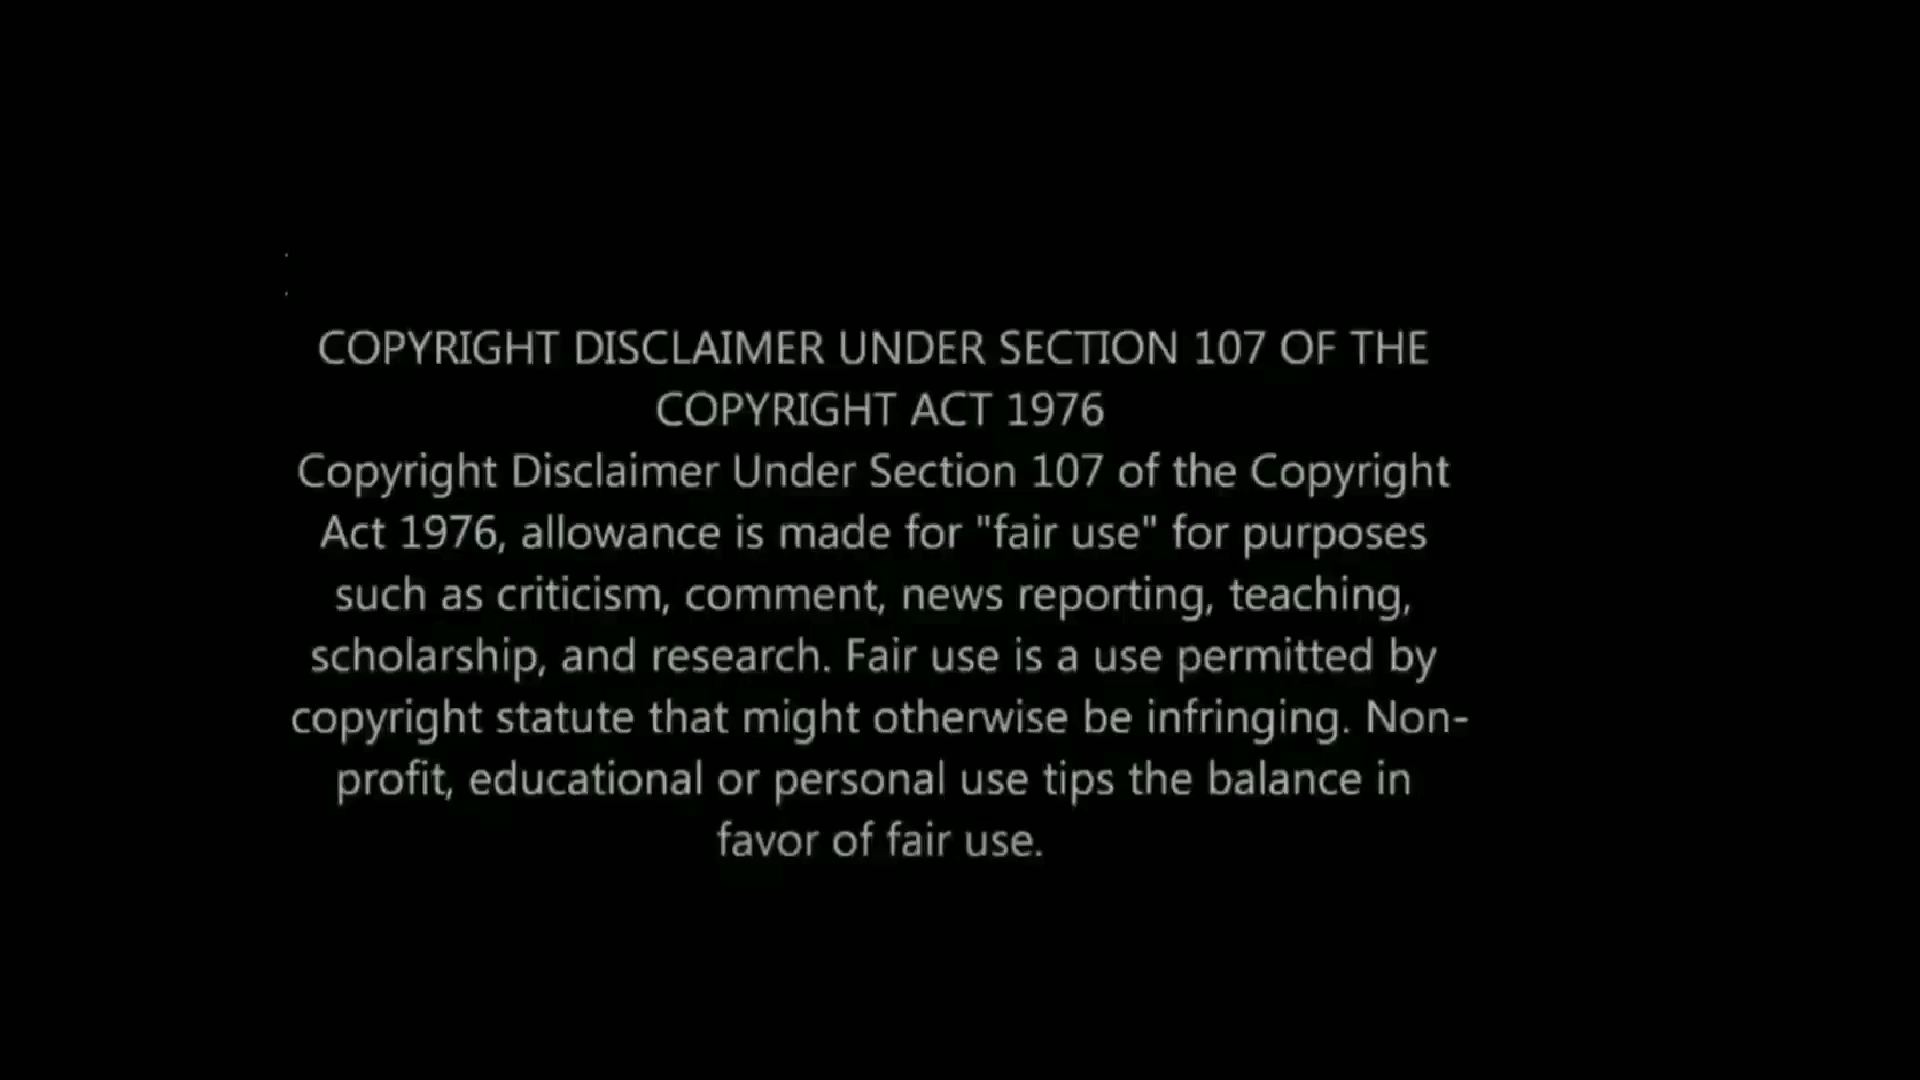 COPYRIGHT DISCLAIMER UNDER SECTION 107 OF THE
COPYRIGHT ACT 1976
Copyright Disclaimer Under Section 107 of the Copyright
Act 1976, allowance is made for "fair use" for purposes
such as criticism, comment, news reporting, teaching,
scholarship, and research. Fair use is a use permitted by
copyright statute that might otherwise be infringing. Non-
profit, educational or personal use tips the balance in
favor of fair use.